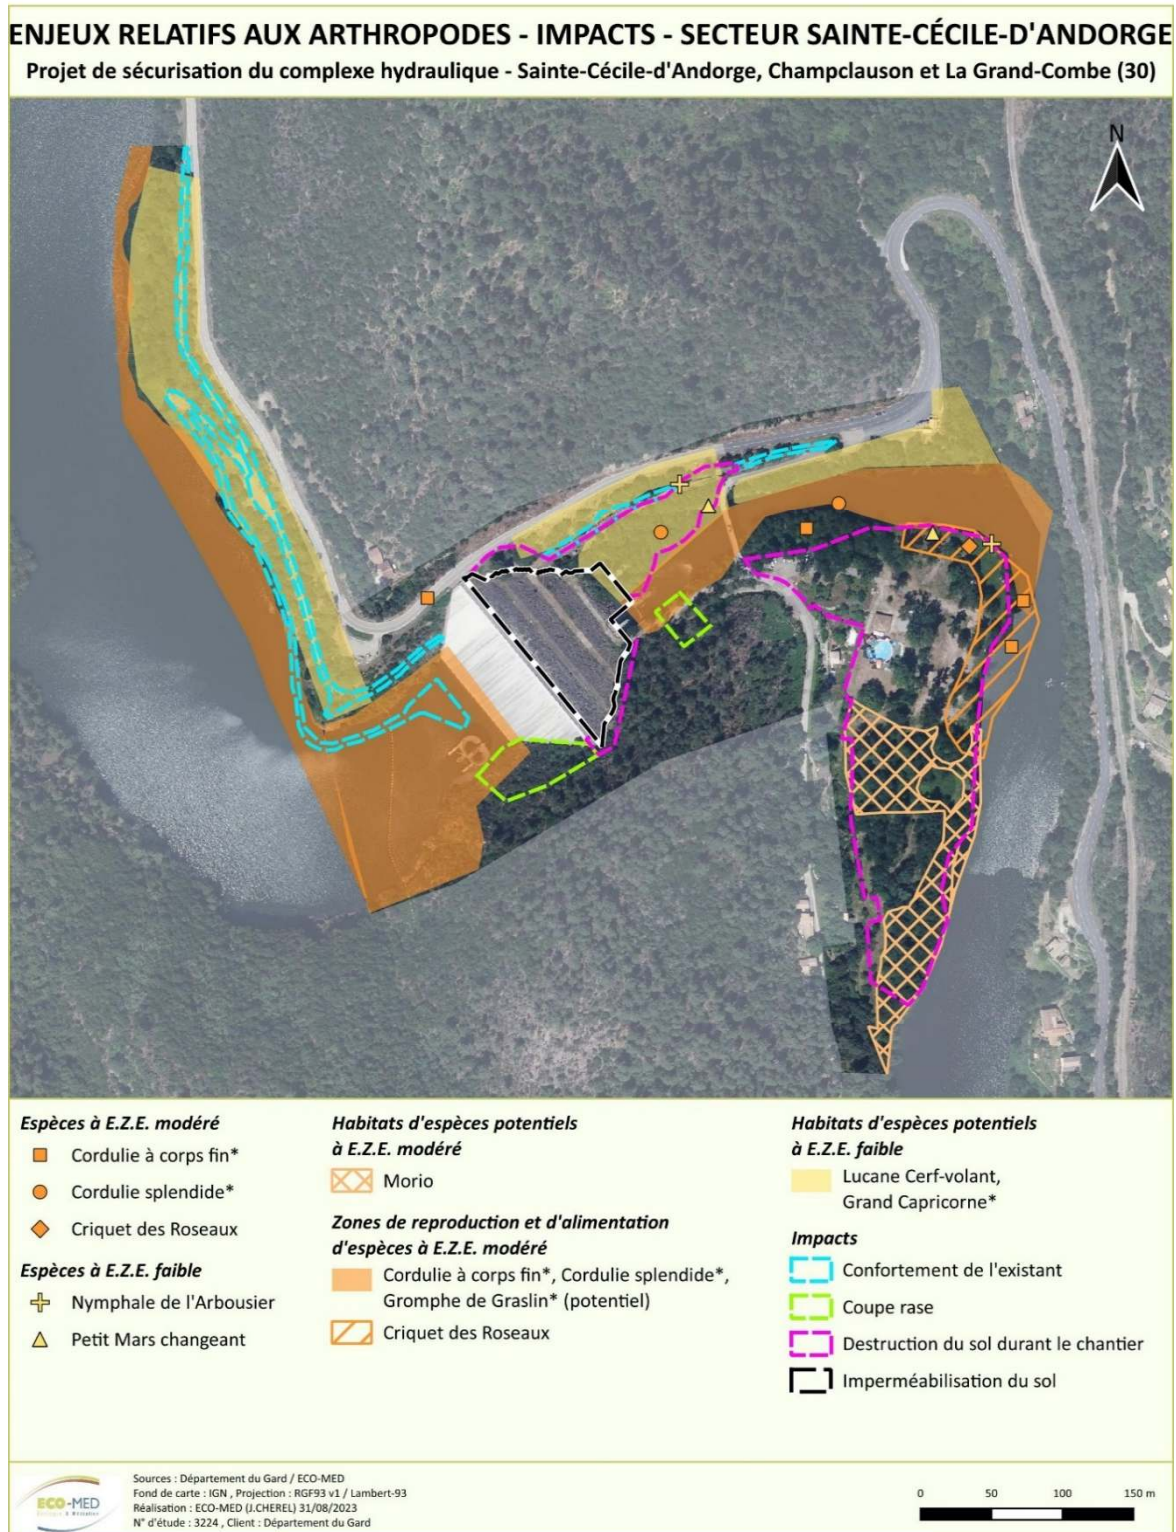 ENJEUX RELATIFS AUX ARTHROPODES - IMPACTS - SECTEUR SAINTE-CÉCILE-D'ANDORGE
Projet de sécurisation du complexe hydraulique - Sainte-Cécile-d'Andorge, Champclauson et La Grand-Combe (30)
N
Espèces à E.Z.E. modéré
Cordulie à corps fin*
Cordulie splendide*
Criquet des Roseaux
Espèces à E.Z.E. faible
Nymphale de l'Arbousier
Petit Mars changeant
Habitats d'espèces potentiels
à E.Z.E. modéré
Morio
Zones de reproduction et d'alimentation
d'espèces à E.Z.E. modéré
Cordulie à corps fin*, Cordulie splendide*,
Gromphe de Graslin* (potentiel)
Criquet des Roseaux
Habitats d'espèces potentiels
à E.Z.E. faible
Lucane Cerf-volant,
Grand Capricorne*
Impacts
Confortement de l'existant
Coupe rase
Destruction du sol durant le chantier
Imperméabilisation du sol
ECO-MED
Sources : Département du Gard / ECO-MED
Fond de carte : IGN , Projection : RGF93 v1 / Lambert-93
Réalisation : ECO-MED (J.CHEREL) 31/08/2023
N° d'étude : 3224 , Client : Département du Gard
0 50 100 150 m